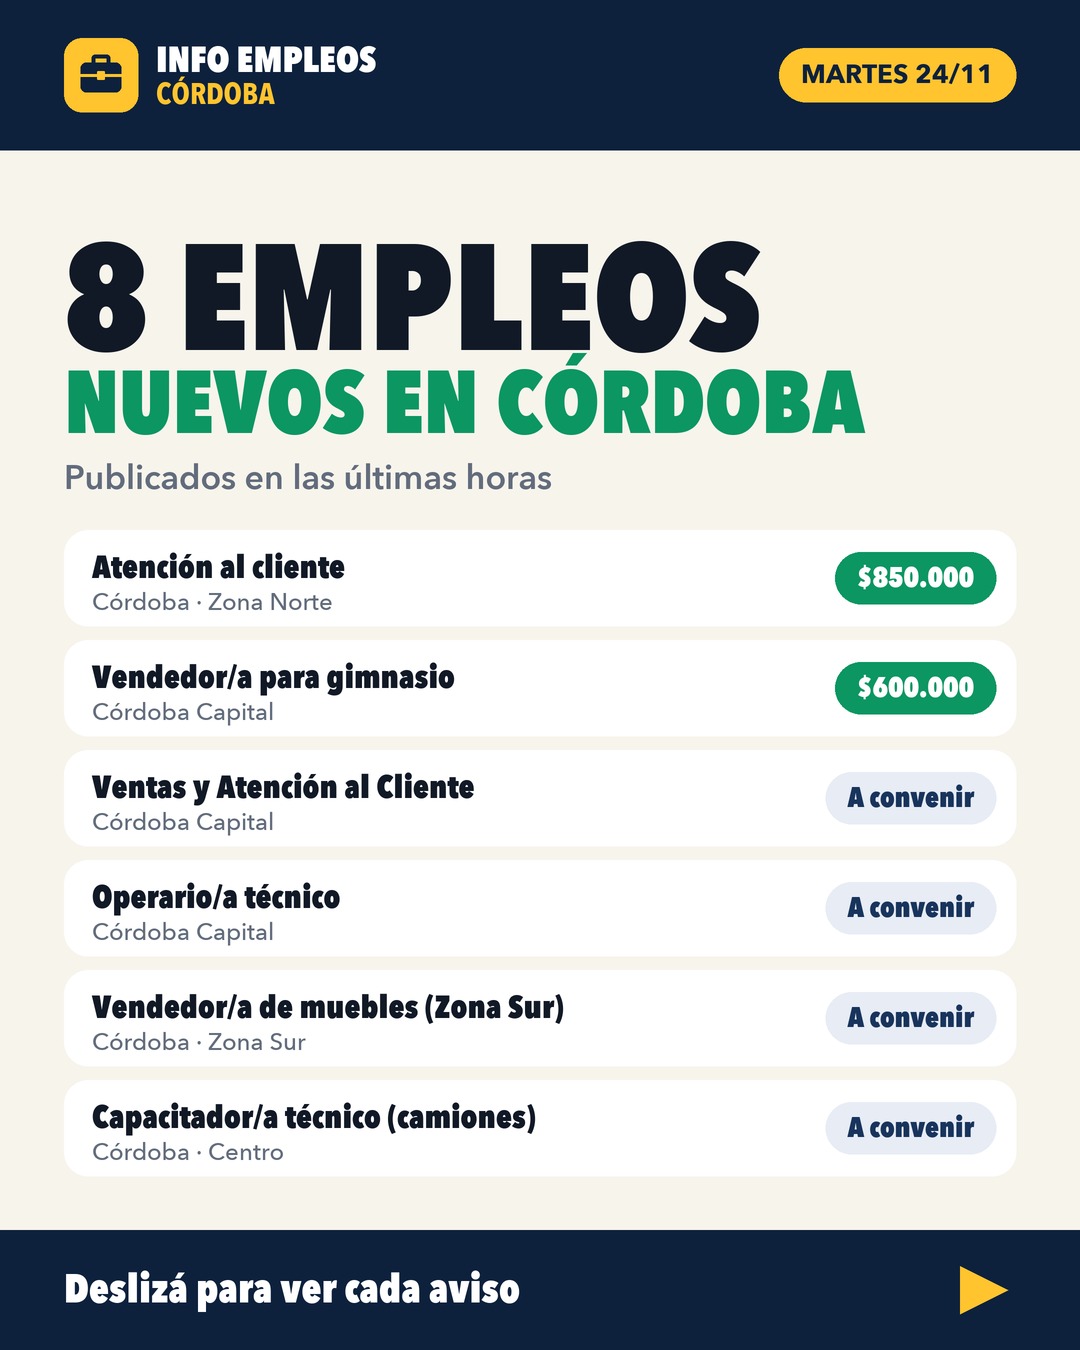 INFO EMPLEOS
CÓRDOBA
MARTES 24/11
8 EMPLEOS
NUEVOS EN CÓRDOBA
Publicados en las últimas horas
Atención al cliente
Córdoba · Zona Norte
$850.000
Vendedor/a para gimnasio
Córdoba Capital
$600.000
Ventas y Atención al Cliente
Córdoba Capital
A convenir
Operario/a técnico
Córdoba Capital
A convenir
Vendedor/a de muebles (Zona Sur)
Córdoba · Zona Sur
A convenir
Capacitador/a técnico (camiones)
Córdoba · Centro
A convenir
Deslizá para ver cada aviso